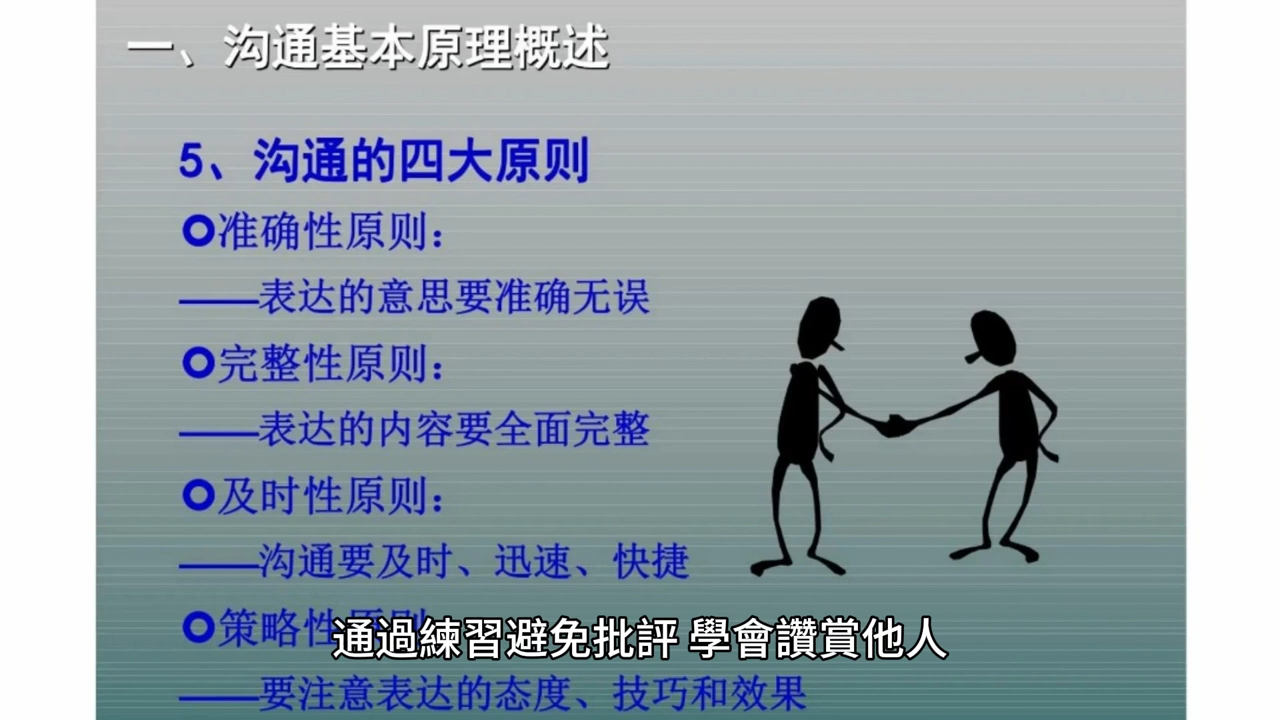 一、沟通基本原理概述
5、沟通的四大原则
准确性原则：
——表达的意思要准确无误
完整性原则：
——表达的内容要全面完整
及时性原则：
——沟通要及时、迅速、快捷
策略性原则
通過練習避免批評 學會讚賞他人
——要注意表达的态度、技巧和效果